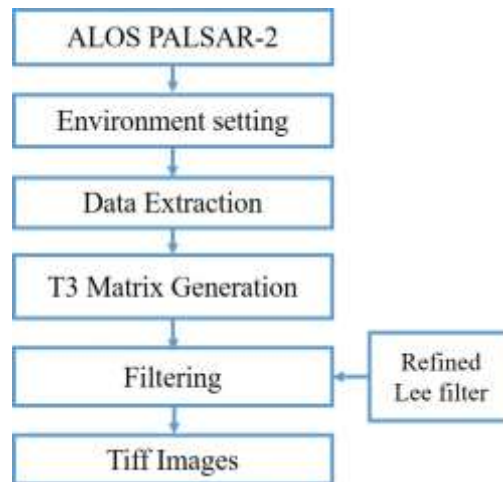 ALOS PALSAR-2
Environment setting
Data Extraction
T3 Matrix Generation
Filtering
Refined
Lee filter
Tiff Images